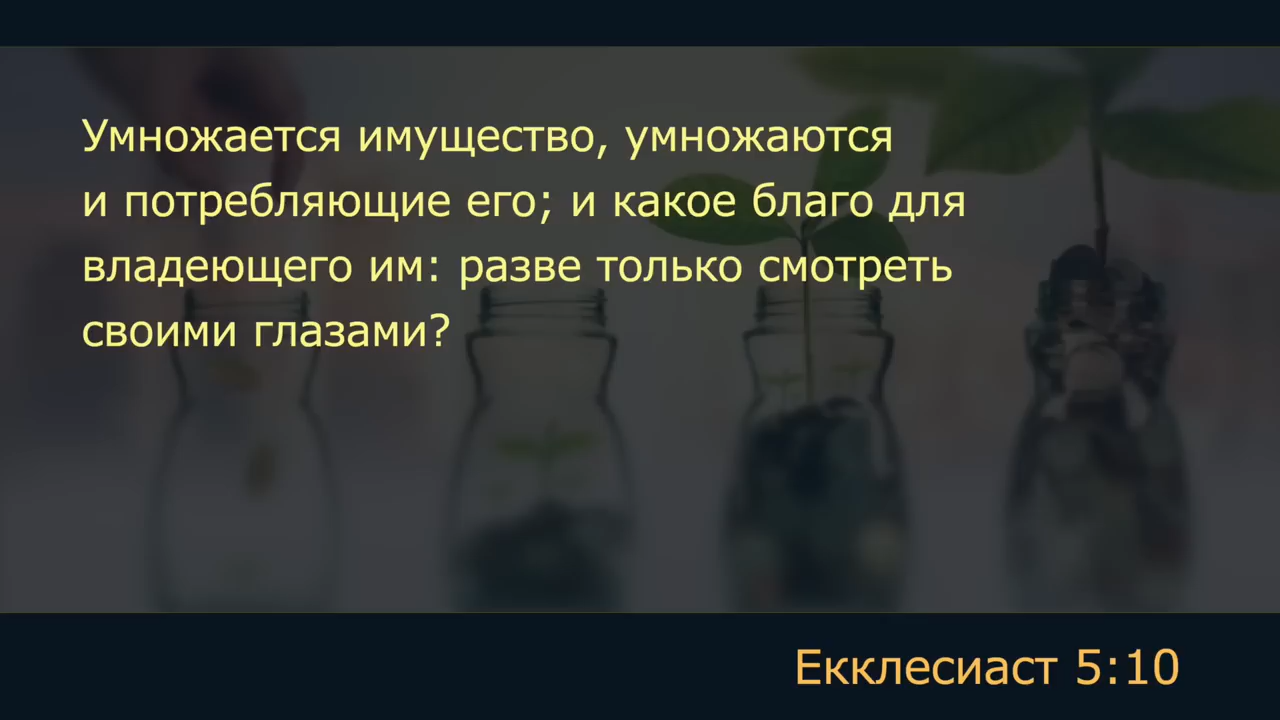 Умножается имущество, умножаются
и потребляющие его; и какое благо для
владеющего им: разве только смотреть
своими глазами?
Екклесиаст 5:10